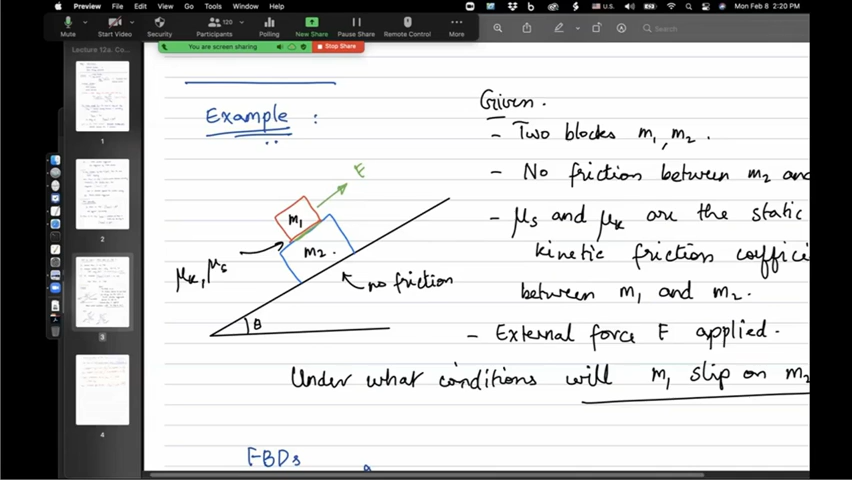 Preview File Edit View Go Tools Window Help
120 U.S. Mon Feb 8 2:20 PM
Mute Start Video Security Participants 120 Polling New Share Pause Share Remote Control More
Search
Lecture 12a. Co...
You are screen sharing Stop Share
1
2
3
4
Example :
F
m1
m2.
μk, μs
no friction
θ
Given.
- Two blocks m1, m2.
- No friction between m2 and
- μs and μk are the static
kinetic friction coeffici
between m1 and m2.
- External force F applied.
Under what conditions will m1 slip on m2
FBDs